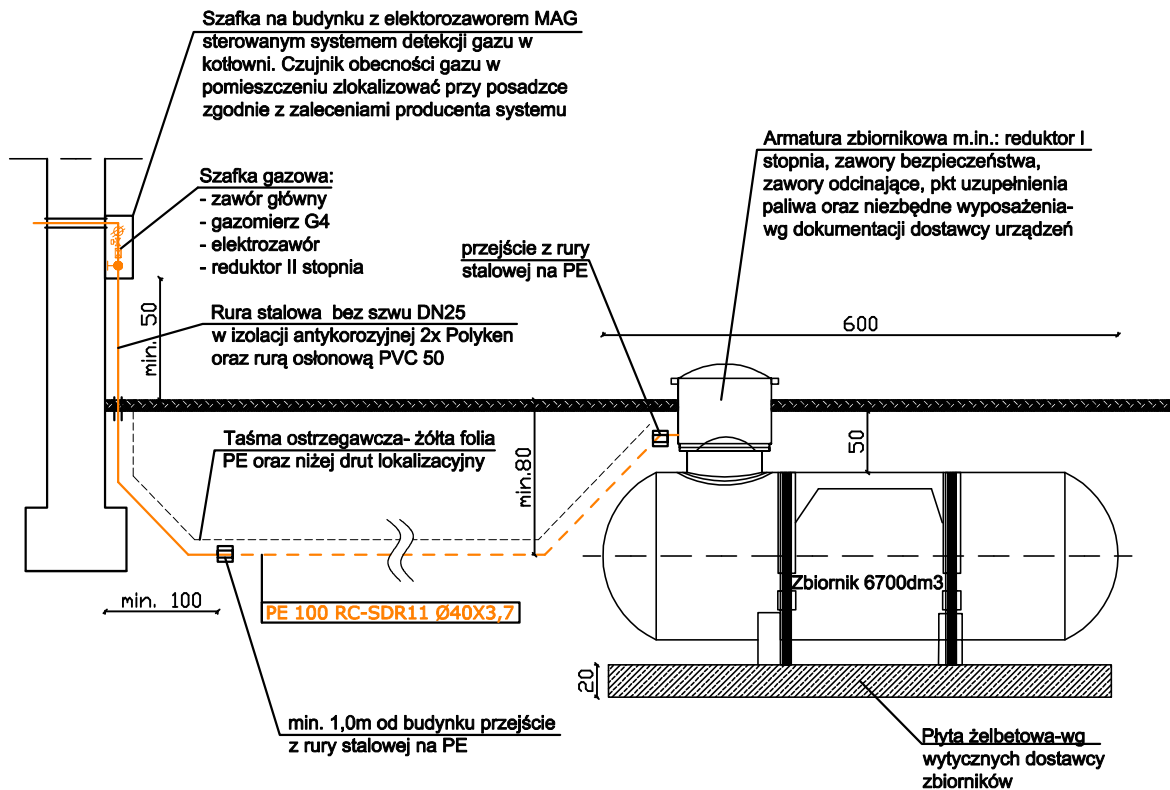 Szafka na budynku z elektorozaworem MAG
sterowanym systemem detekcji gazu w
kotłowni. Czujnik obecności gazu w
pomieszczeniu zlokalizować przy posadzce
zgodnie z zaleceniami producenta systemu
Armatura zbiornikowa m.in.: reduktor I
stopnia, zawory bezpieczeństwa,
zawory odcinające, pkt uzupełnienia
paliwa oraz niezbędne wyposażenia-
wg dokumentacji dostawcy urządzeń
Szafka gazowa:
- zawór główny
- gazomierz G4
- elektrozawór
- reduktor II stopnia
przejście z rury
stalowej na PE
min. 50
Rura stalowa bez szwu DN25
w izolacji antykorozyjnej 2x Polyken
oraz rurą osłonową PVC 50
600
Taśma ostrzegawcza- żółta folia
PE oraz niżej drut lokalizacyjny
min.80
50
Zbiornik 6700dm3
min. 100
PE 100 RC-SDR11 Ø40X3,7
20
min. 1,0m od budynku przejście
z rury stalowej na PE
Płyta żelbetowa-wg
wytycznych dostawcy
zbiorników